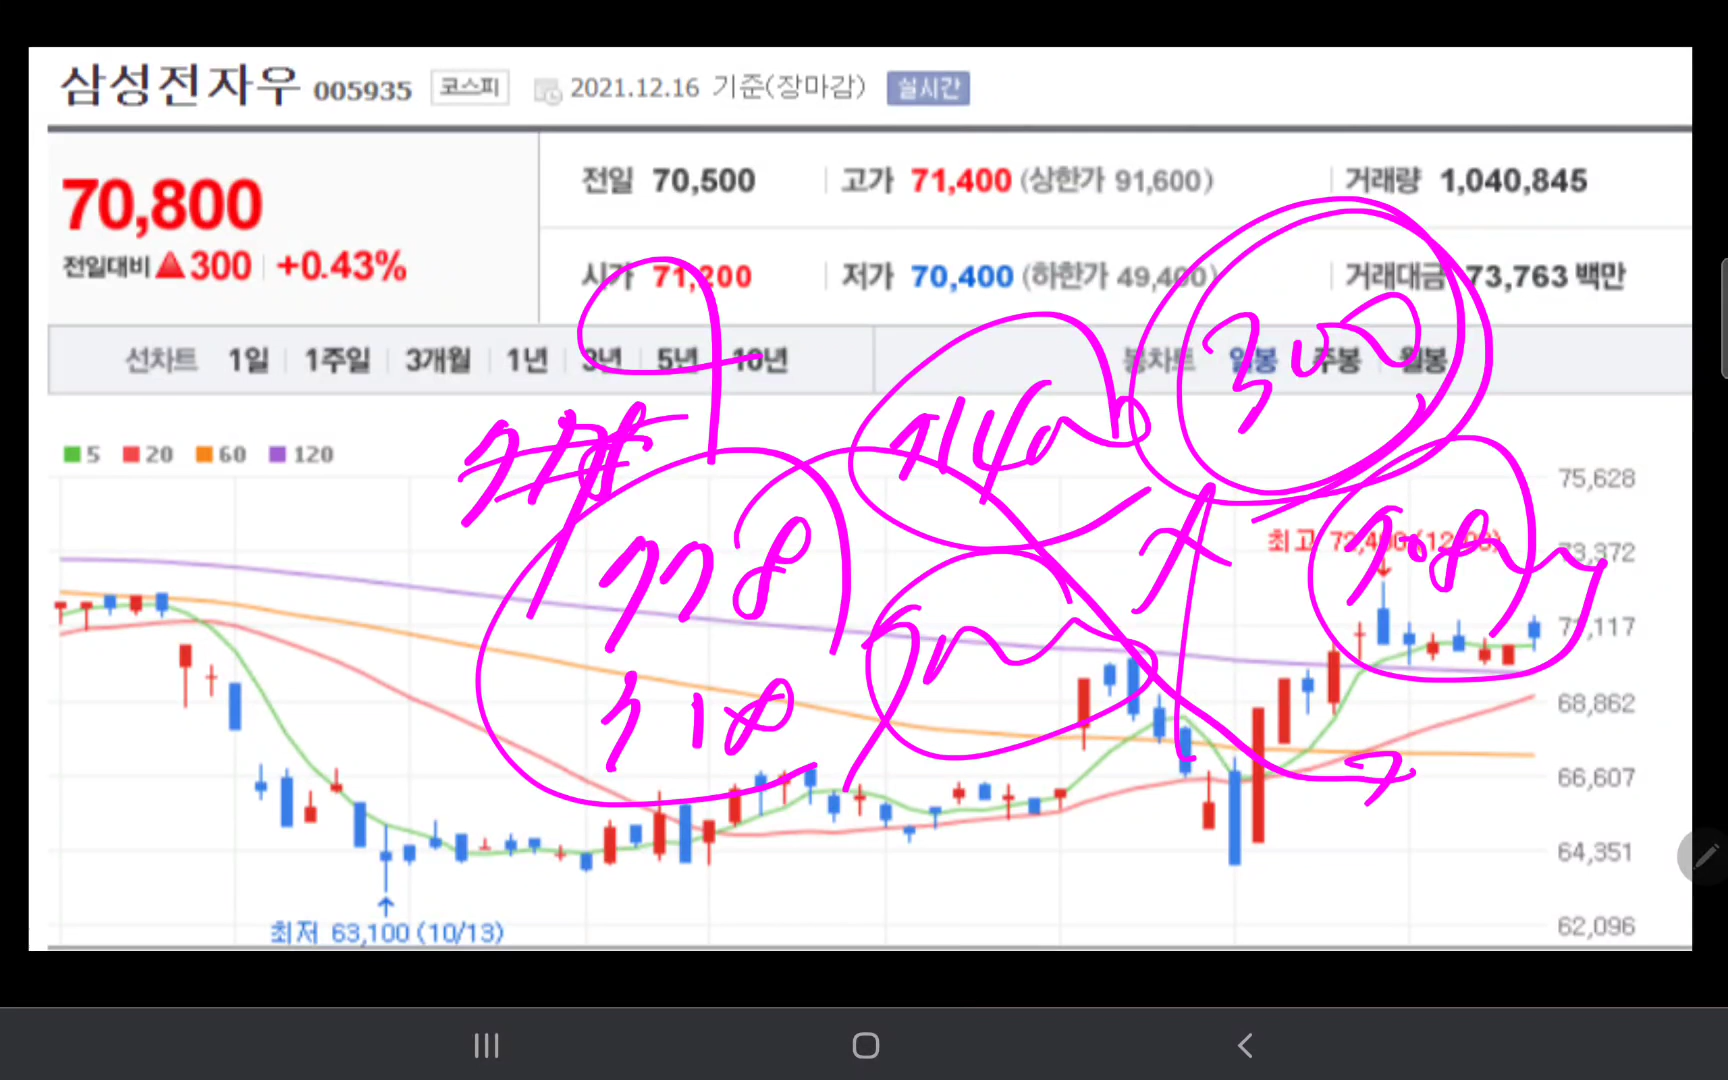 삼성전자우 005935 코스피 2021.12.16 기준(장마감) 실시간
70,800
전일대비 ▲300 +0.43%
전일 70,500 고가 71,400 (상한가 91,600) 거래량 1,040,845
시가 71,200 저가 70,400 (하한가 49,400) 거래대금 73,763 백만
선차트 1일 1주일 3개월 1년 3년 5년 10년 봉차트 일봉 주봉 월봉
5 20 60 120
75,628
73,372
71,117
68,862
66,607
64,351
62,096
최저 63,100 (10/13)
778
318